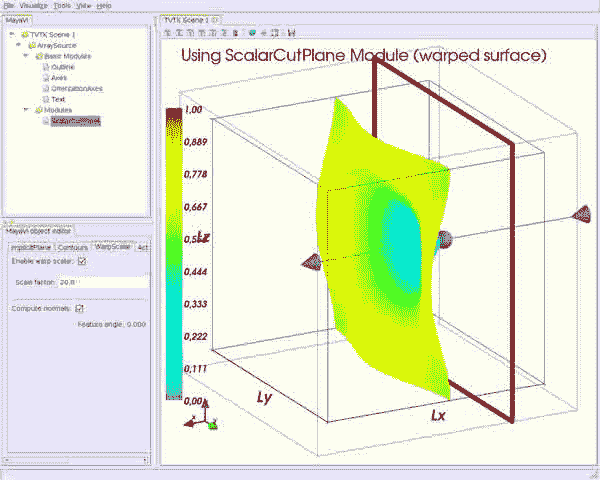 File Visualize Tools View Help
MayaVi
TVTK Scene 1
TVTK Scene 1
ArraySource
Basic Modules
Outline
Axes
OrientationAxes
Text
Modules
ScalarCutPlane
Using ScalarCutPlane Module (warped surface)
1,00
0,889
0,778
0,667
Lz
0,444
0,333
0,222
0,111
0,00
Ly
Lx
x
MayaVi object editor
ImplicitPlane Contours WarpScalar Act
Enable warp scalar:
Scale factor: 20.0
Compute normals:
Feature angle: 0.000